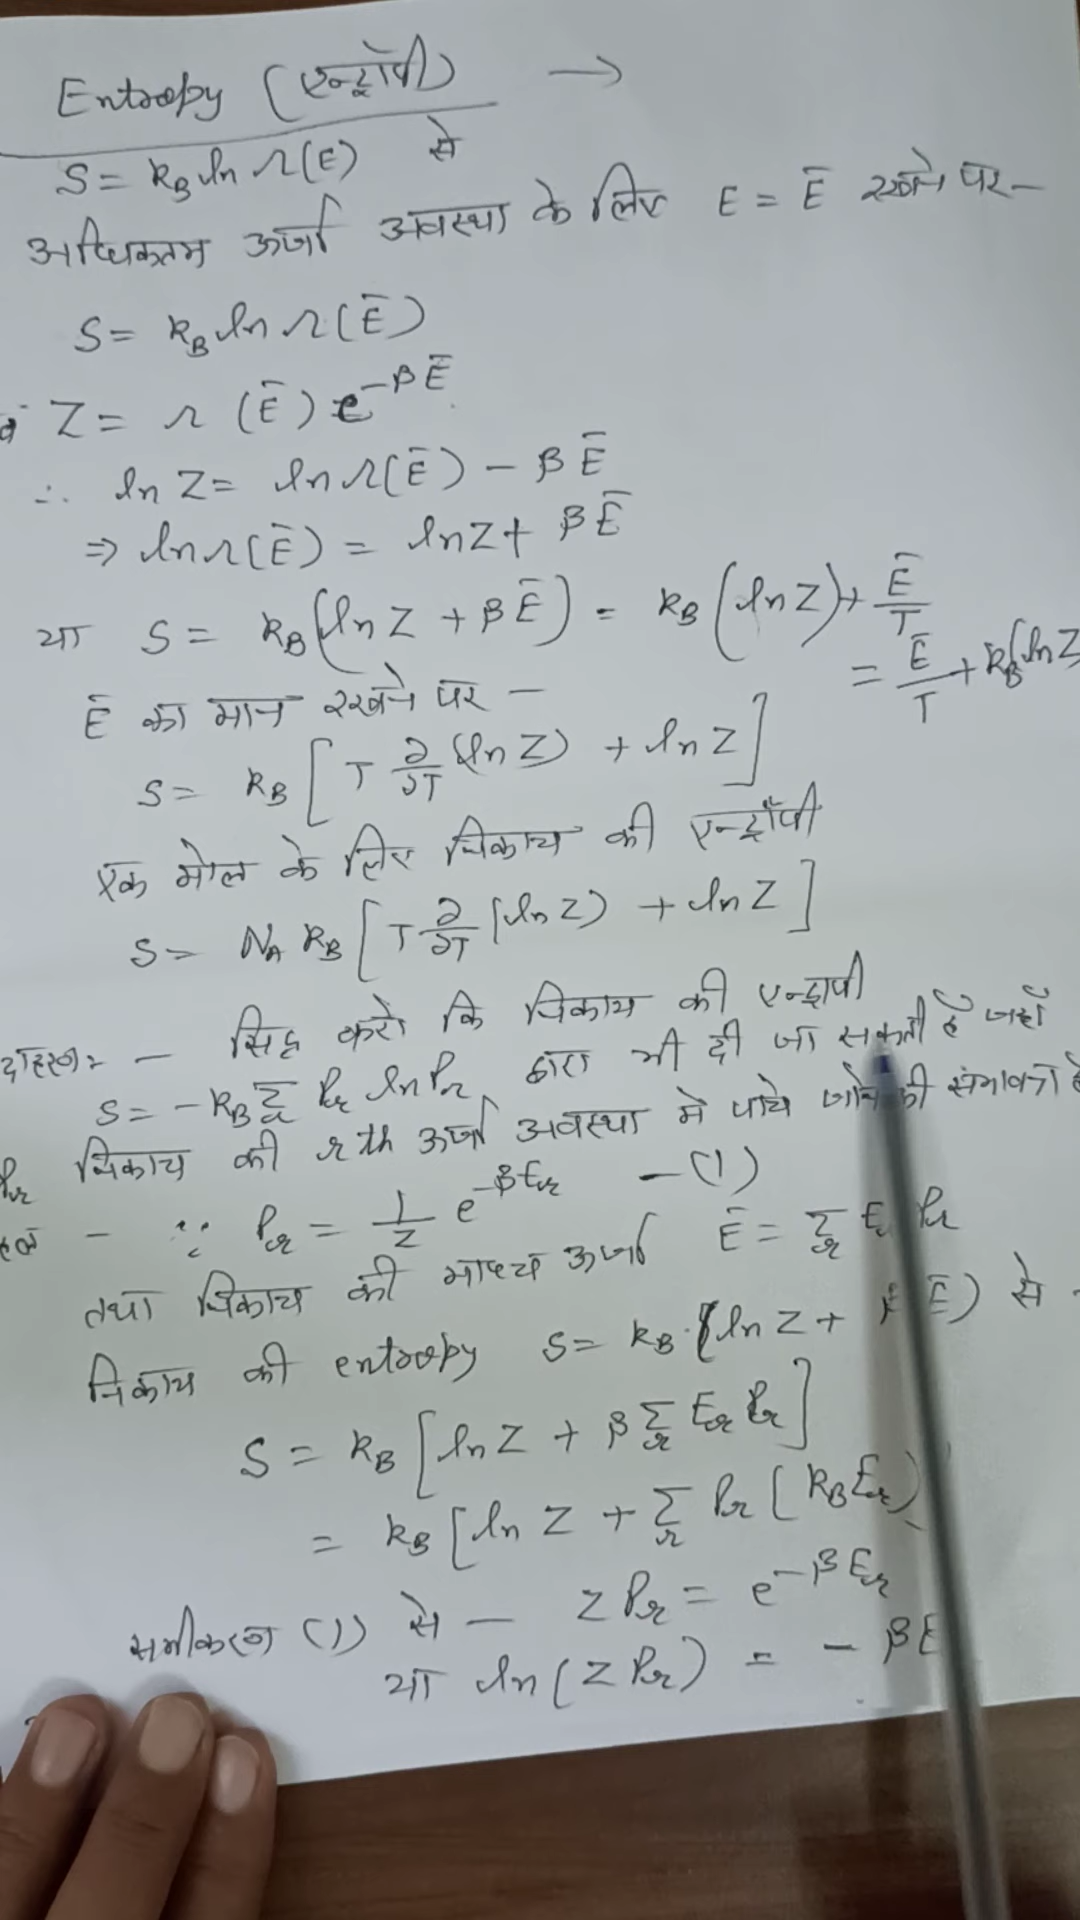 Entropy (एन्ट्रॉपी) →
S = k_B ln Ω(E) से
अधिकतम ऊर्जा अवस्था के लिए E = Ē रखने पर –
S = k_B ln Ω(Ē)
Z = Ω(Ē) e^{-βĒ}
∴ ln Z = ln Ω(Ē) – βĒ
⇒ ln Ω(Ē) = ln Z + βĒ
या S = k_B (ln Z + βĒ) = k_B (ln Z) + Ē/T
= Ē/T + k_B (ln Z
Ē का मान रखने पर –
S = k_B [T ∂/∂T (ln Z) + ln Z]
एक मोल के लिए निकाय की एन्ट्रॉपी
S = N_A k_B [T ∂/∂T (ln Z) + ln Z]
– सिद्ध करो कि निकाय की एन्ट्रापी
S = – k_B Σ_r P_r ln P_r द्वारा भी दी जा सकती है जहाँ
P_r निकाय की r th ऊर्जा अवस्था में पाये जाने की संभावना है
हल – ∵ P_r = 1/Z e^{-βE_r} – (1)
तथा निकाय की माध्य ऊर्जा Ē = Σ_r E P_r
निकाय की entropy S = k_B (ln Z + Ē) से –
S = k_B [ln Z + β Σ_r E_r P_r]
= k_B [ln Z + Σ_r P_r (k_B E_r)
समीकरण (1) से – Z P_r = e^{-βE_r}
या ln (Z P_r) = – βE